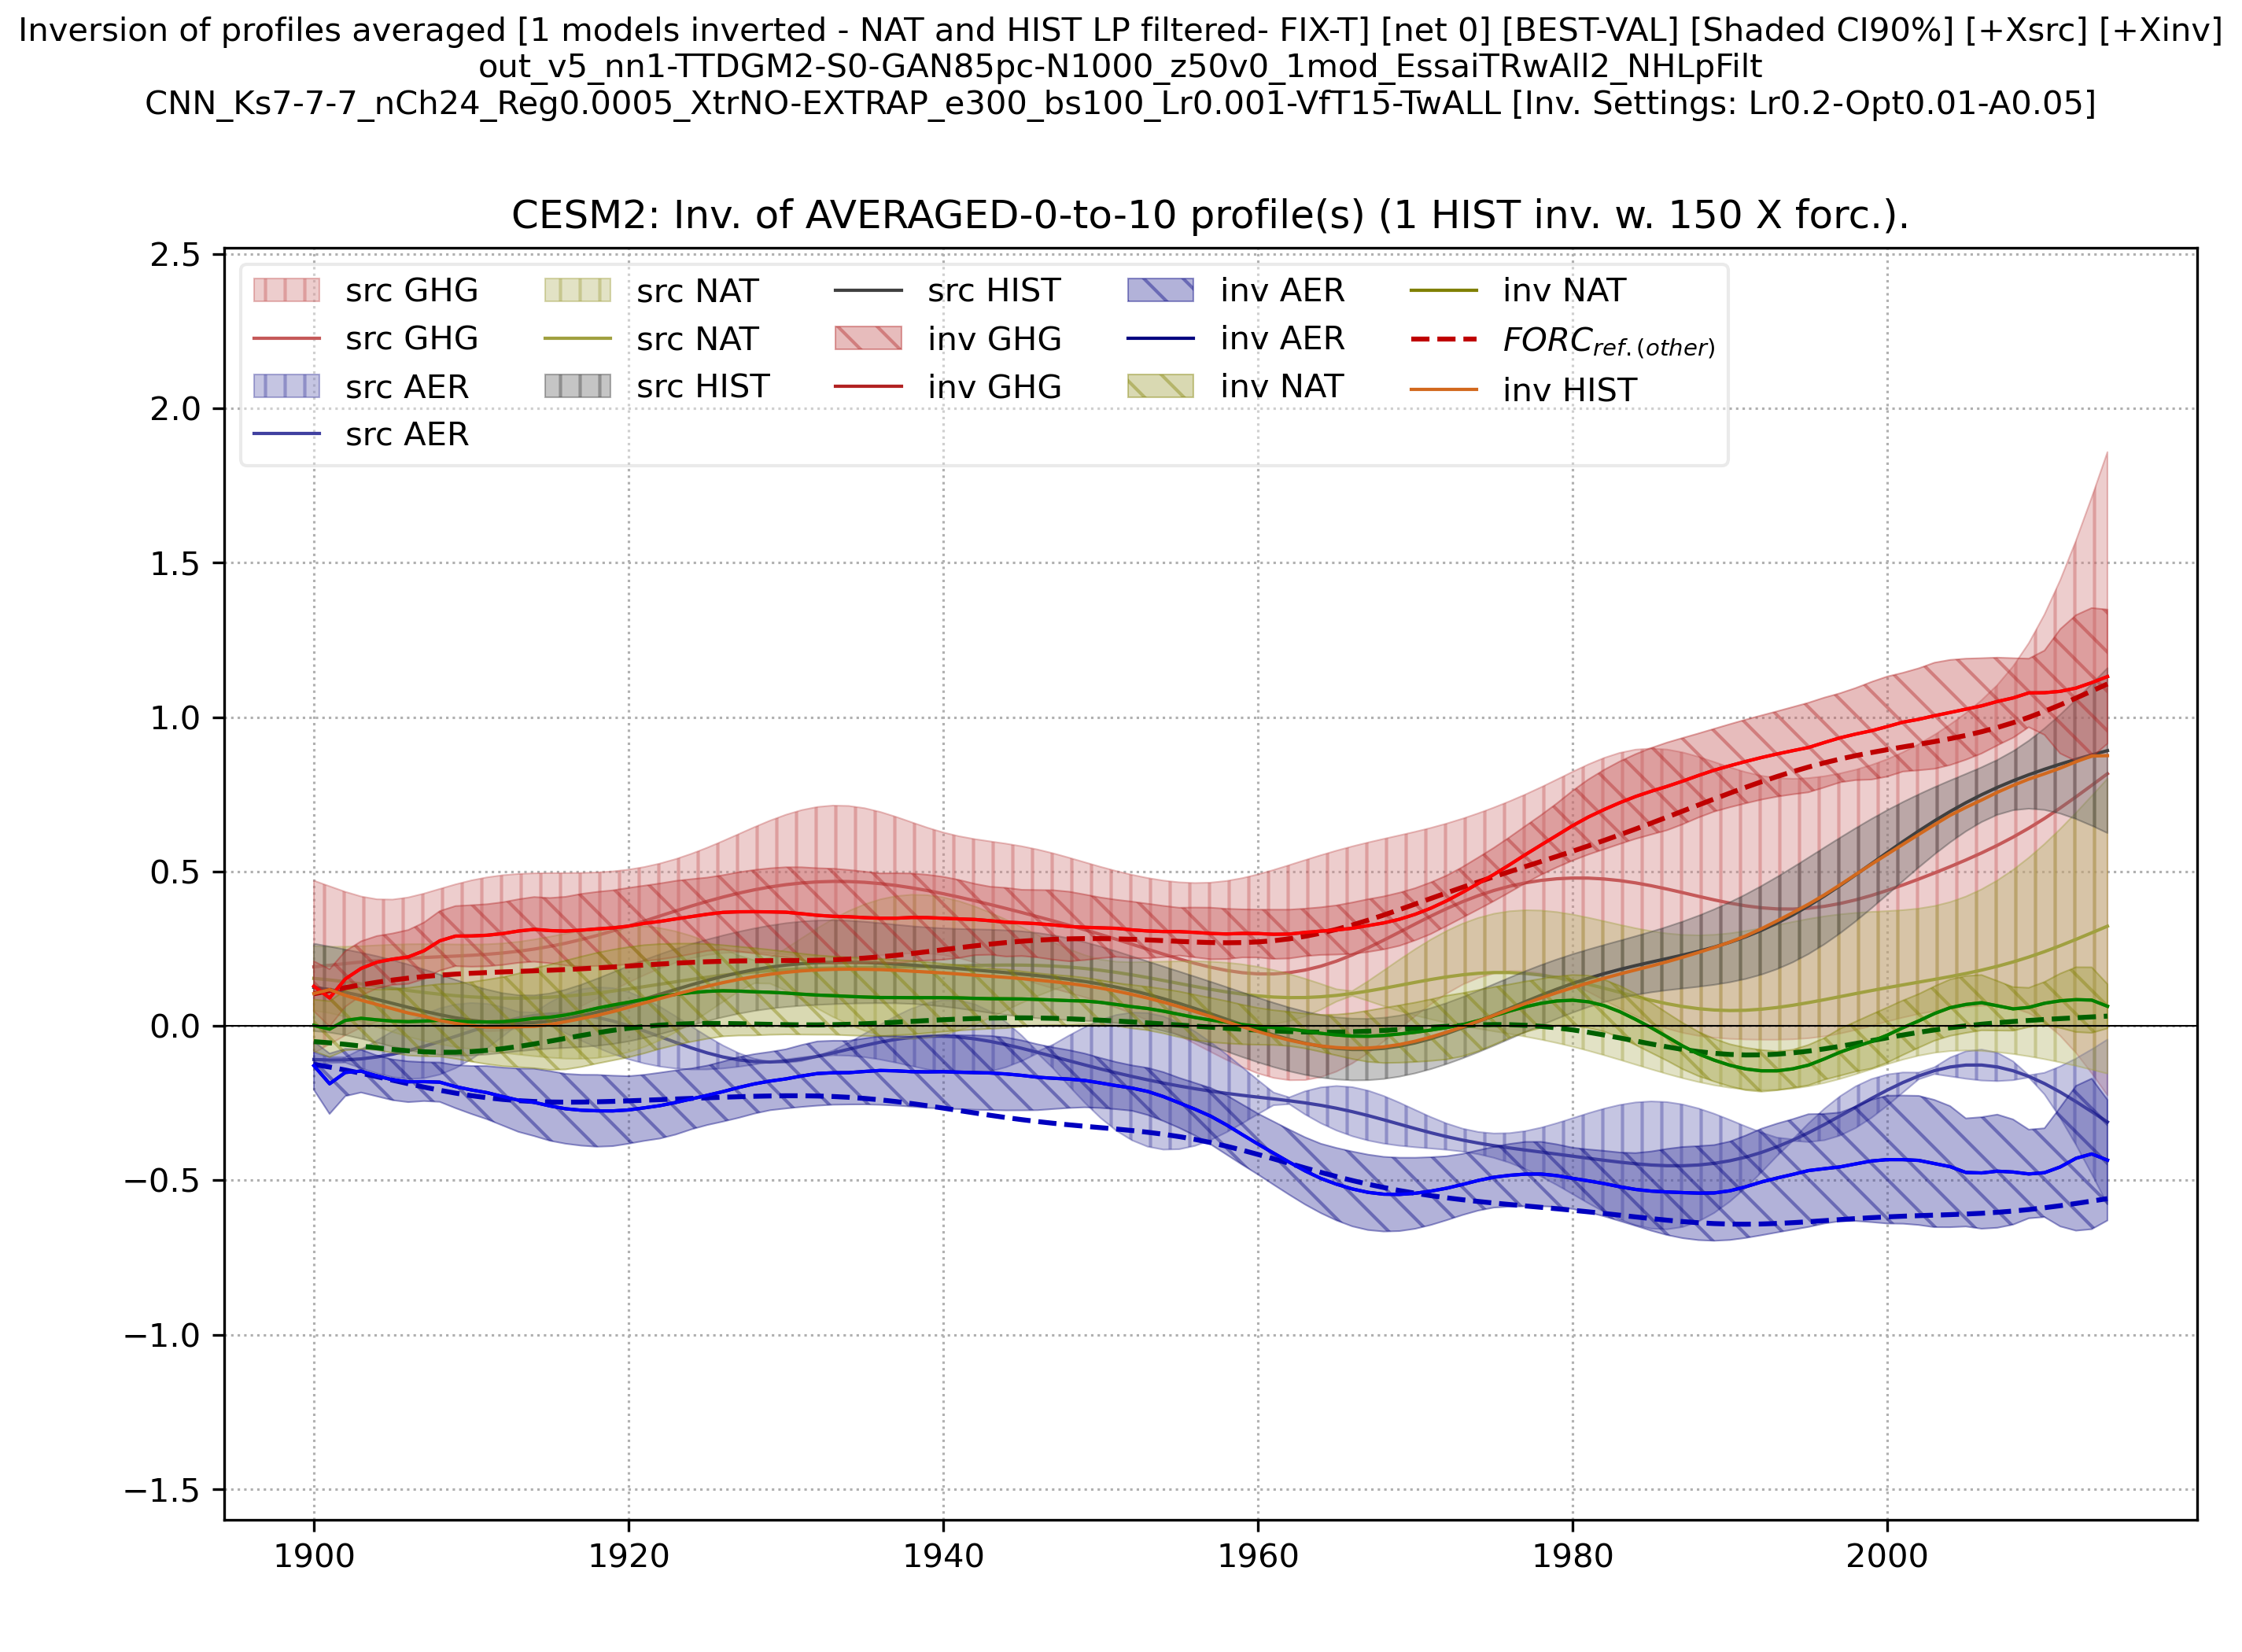 Inversion of profiles averaged [1 models inverted - NAT and HIST LP filtered- FIX-T] [net 0] [BEST-VAL] [Shaded CI90%] [+Xsrc] [+Xinv]
out_v5_nn1-TTDGM2-S0-GAN85pc-N1000_z50v0_1mod_EssaiTRwAll2_NHLpFilt
CNN_Ks7-7-7_nCh24_Reg0.0005_XtrNO-EXTRAP_e300_bs100_Lr0.001-VfT15-TwALL [Inv. Settings: Lr0.2-Opt0.01-A0.05]
CESM2: Inv. of AVERAGED-0-to-10 profile(s) (1 HIST inv. w. 150 X forc.).
src GHG
src GHG
src AER
src AER
src NAT
src NAT
src HIST
src HIST
inv GHG
inv GHG
inv AER
inv AER
inv NAT
inv NAT
FORC ref.(other)
inv HIST
2.5
2.0
1.5
1.0
0.5
0.0
−0.5
−1.0
−1.5
1900 1920 1940 1960 1980 2000